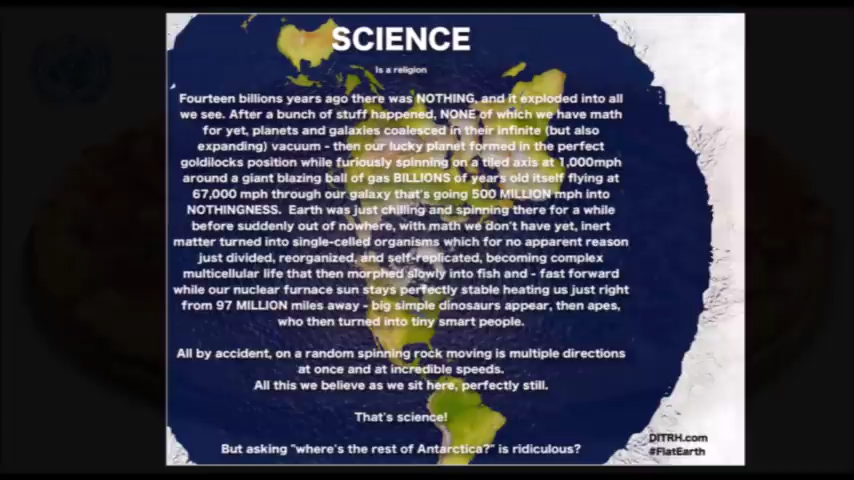 SCIENCE
Is a religion
Fourteen billions years ago there was NOTHING, and it exploded into all
we see. After a bunch of stuff happened, NONE of which we have math
for yet, planets and galaxies coalesced in their infinite (but also
expanding) vacuum - then our lucky planet formed in the perfect
goldilocks position while furiously spinning on a tiled axis at 1,000mph
around a giant blazing ball of gas BILLIONS of years old itself flying at
67,000 mph through our galaxy that's going 500 MILLION mph into
NOTHINGNESS. Earth was just chilling and spinning there for a while
before suddenly out of nowhere, with math we don't have yet, inert
matter turned into single-celled organisms which for no apparent reason
just divided, reorganized, and self-replicated, becoming complex
multicellular life that then morphed slowly into fish and - fast forward
while our nuclear furnace sun stays perfectly stable heating us just right
from 97 MILLION miles away - big simple dinosaurs appear, then apes,
who then turned into tiny smart people.
All by accident, on a random spinning rock moving is multiple directions
at once and at incredible speeds.
All this we believe as we sit here, perfectly still.
That's science!
But asking "where's the rest of Antarctica?" is ridiculous?
DITRH.com
#FlatEarth